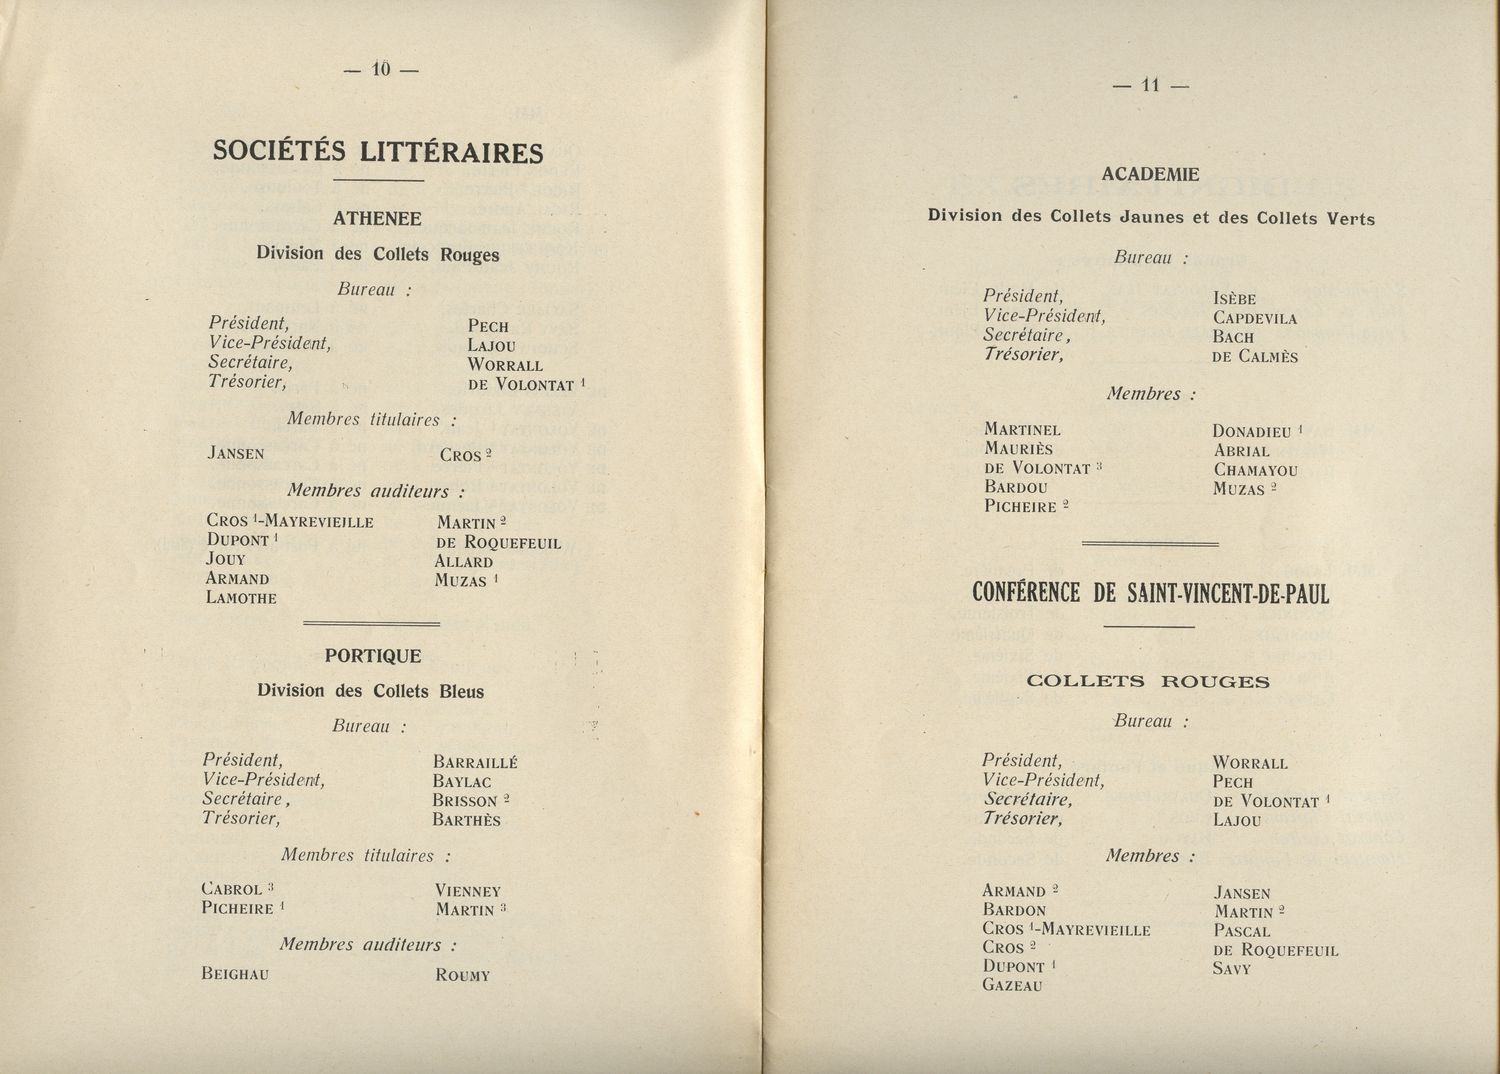 — 10 —
SOCIÉTÉS LITTÉRAIRES
ATHENEE
Division des Collets Rouges
Bureau :
Président, PECH
Vice-Président, LAJOU
Secrétaire, WORRALL
Trésorier, DE VOLONTAT 1
Membres titulaires :
JANSEN CROS 2
Membres auditeurs :
CROS 1-MAYREVIEILLE MARTIN 2
DUPONT 1 DE ROQUEFEUIL
JOUY ALLARD
ARMAND MUZAS 1
LAMOTHE
PORTIQUE
Division des Collets Bleus
Bureau :
Président, BARRAILLÉ
Vice-Président, BAYLAC
Secrétaire, BRISSON 2
Trésorier, BARTHÈS
Membres titulaires :
CABROL 3 VIENNEY
PICHEIRE 1 MARTIN 3
Membres auditeurs :
BEIGHAU ROUMY
— 11 —
ACADEMIE
Division des Collets Jaunes et des Collets Verts
Bureau :
Président, ISÈBE
Vice-Président, CAPDEVILA
Secrétaire, BACH
Trésorier, DE CALMÈS
Membres :
MARTINEL DONADIEU 1
MAURIÈS ABRIAL
DE VOLONTAT 3 CHAMAYOU
BARDOU MUZAS 2
PICHEIRE 2
CONFÉRENCE DE SAINT-VINCENT-DE-PAUL
COLLETS ROUGES
Bureau :
Président, WORRALL
Vice-Président, PECH
Secrétaire, DE VOLONTAT 1
Trésorier, LAJOU
Membres :
ARMAND 2 JANSEN
BARDON MARTIN 2
CROS 1-MAYREVIEILLE PASCAL
CROS 2 DE ROQUEFEUIL
DUPONT 1 SAVY
GAZEAU